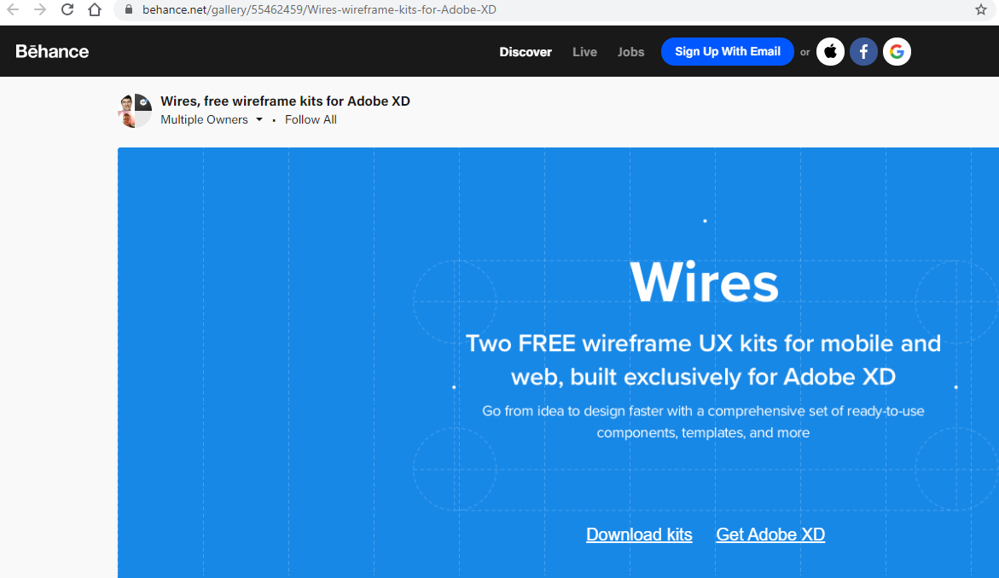 behance.net/gallery/55462459/Wires-wireframe-kits-for-Adobe-XD
Bēhance
Discover Live Jobs Sign Up With Email or
Wires, free wireframe kits for Adobe XD
Multiple Owners • Follow All
Wires
Two FREE wireframe UX kits for mobile and
web, built exclusively for Adobe XD
Go from idea to design faster with a comprehensive set of ready-to-use
components, templates, and more
Download kits Get Adobe XD